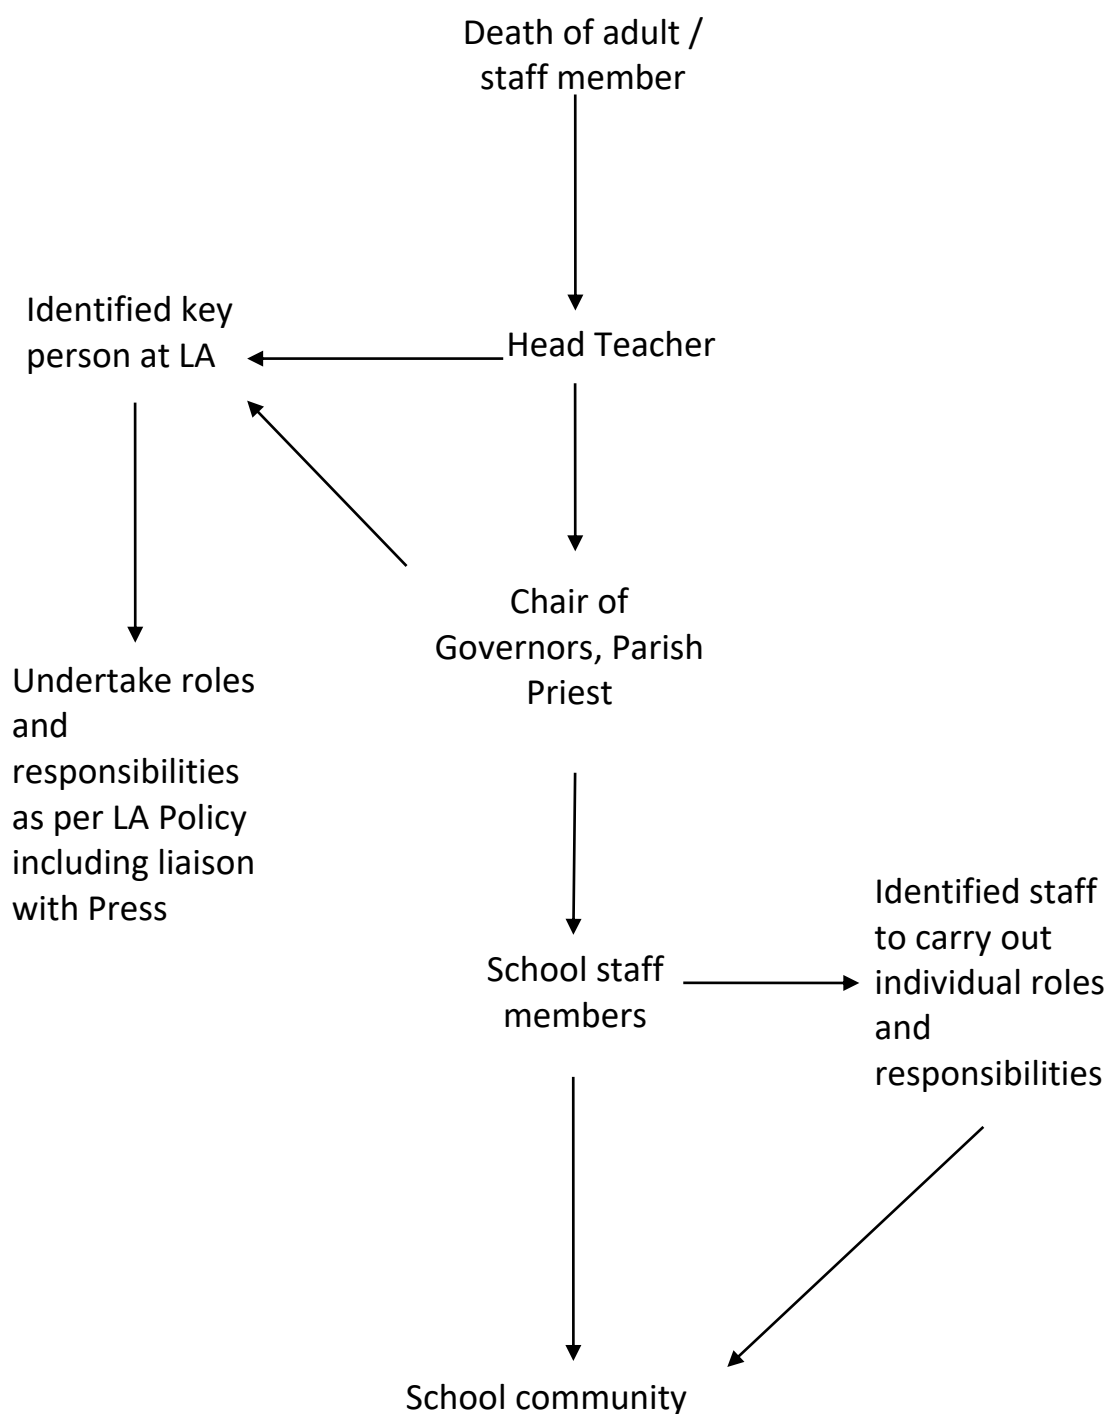 Death of adult /
staff member
Identified key
person at LA
Head Teacher
Chair of
Governors, Parish
Priest
Undertake roles
and
responsibilities
as per LA Policy
including liaison
with Press
School staff
members
Identified staff
to carry out
individual roles
and
responsibilities
School community